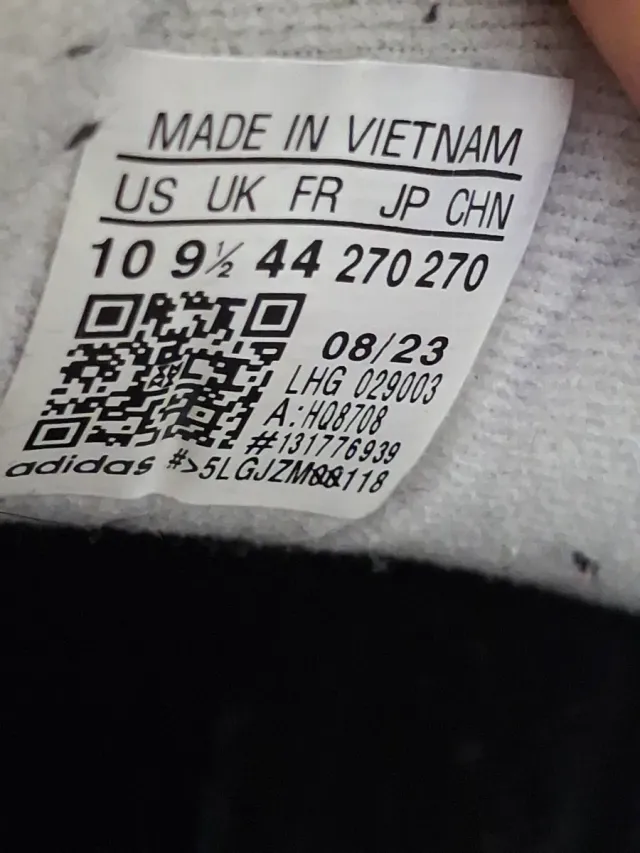 MADE IN VIETNAM
US UK FR JP CHN
10 9½ 44 270 270
08/23
LHG 029003
A:HQ8708
#131776939
adidas